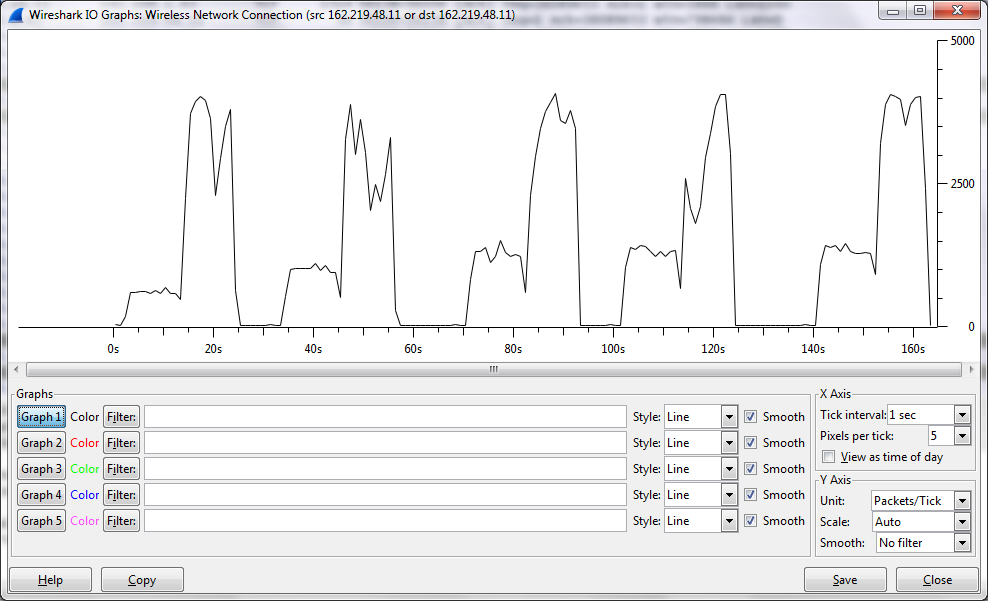 Wireshark IO Graphs: Wireless Network Connection (src 162.219.48.11 or dst 162.219.48.11)
5000
2500
0
0s 20s 40s 60s 80s 100s 120s 140s 160s
Graphs
Graph 1 Color Filter: Style: Line Smooth
Graph 2 Color Filter: Style: Line Smooth
Graph 3 Color Filter: Style: Line Smooth
Graph 4 Color Filter: Style: Line Smooth
Graph 5 Color Filter: Style: Line Smooth
X Axis
Tick interval: 1 sec
Pixels per tick: 5
View as time of day
Y Axis
Unit: Packets/Tick
Scale: Auto
Smooth: No filter
Help Copy Save Close